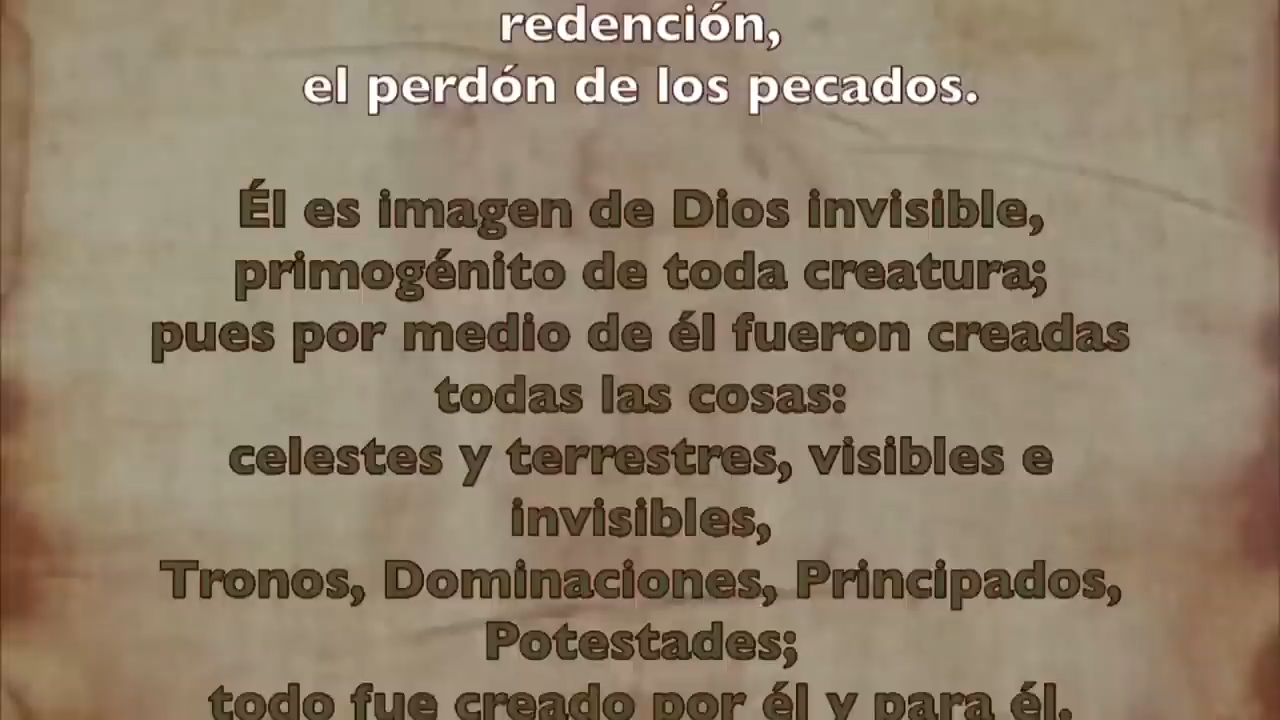 redención,
el perdón de los pecados.
Él es imagen de Dios invisible,
primogénito de toda creatura;
pues por medio de él fueron creadas
todas las cosas:
celestes y terrestres, visibles e
invisibles,
Tronos, Dominaciones, Principados,
Potestades;
todo fue creado por él y para él.